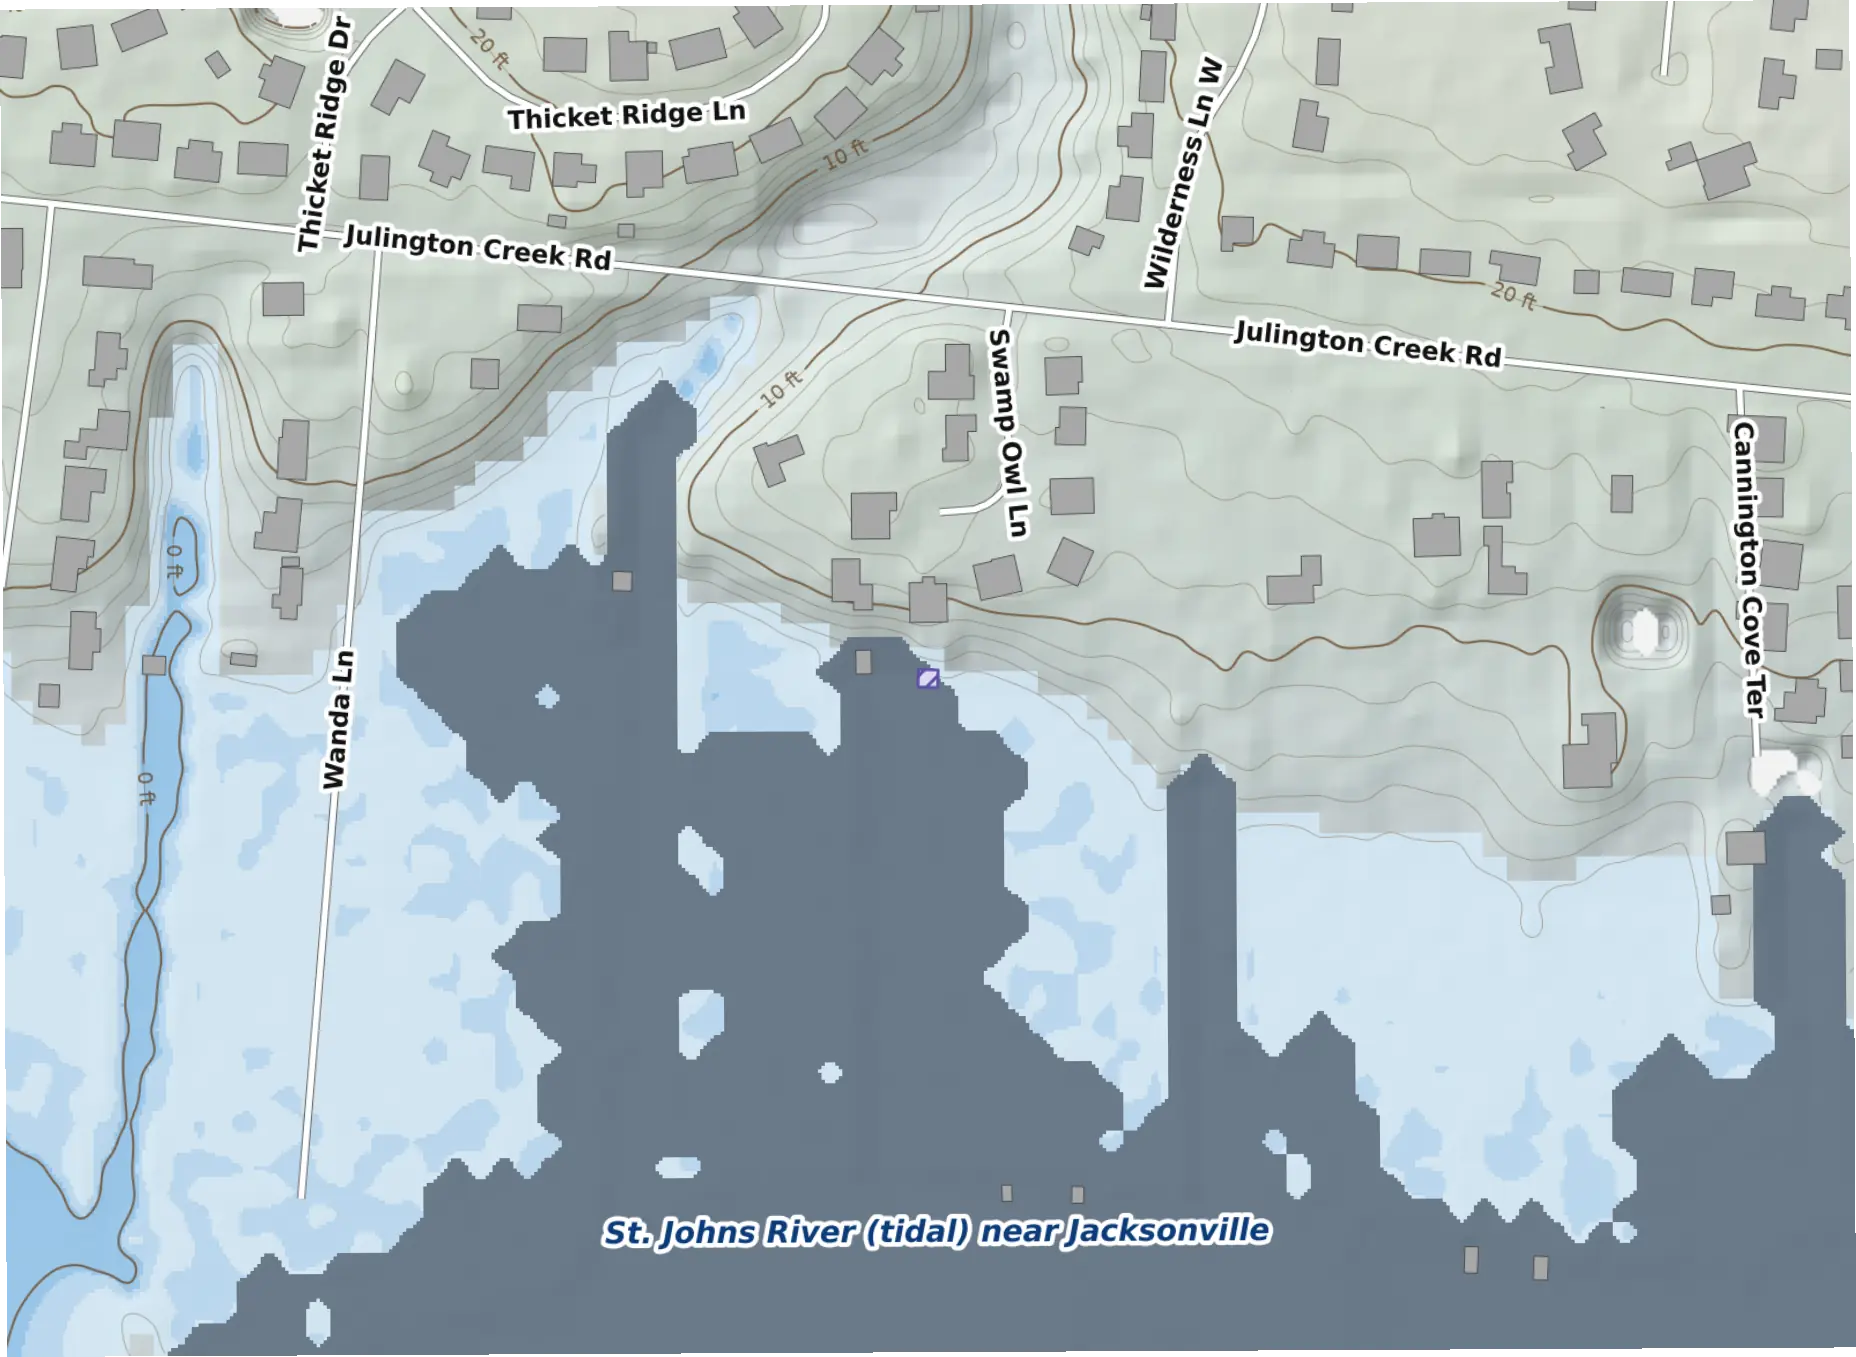 Thicket Ridge Dr
20 ft
Thicket Ridge Ln
10 ft
Wilderness Ln W
Julington Creek Rd
20 ft
Julington Creek Rd
Swamp Owl Ln
10 ft
Cannington Cove Ter
0 ft
Wanda Ln
0 ft
St. Johns River (tidal) near Jacksonville